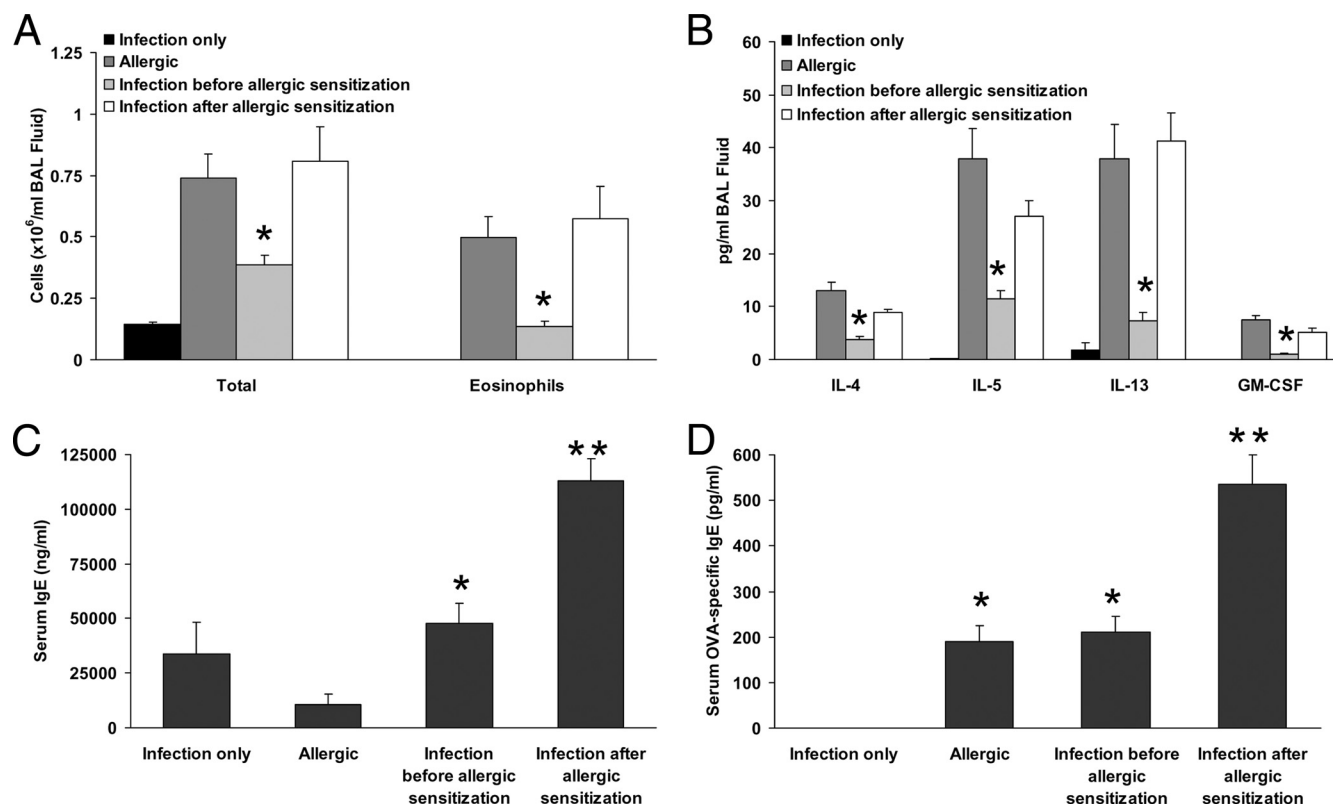 A
Infection only
Allergic
Infection before allergic sensitization
Infection after allergic sensitization
Cells (x10⁶/ml BAL Fluid)
1.25
1
0.75
0.5
0.25
0
*
*
Total
Eosinophils
B
Infection only
Allergic
Infection before allergic sensitization
Infection after allergic sensitization
pg/ml BAL Fluid
60
50
40
30
20
10
0
*
*
*
*
IL-4
IL-5
IL-13
GM-CSF
C
Serum IgE (ng/ml)
125000
100000
75000
50000
25000
0
*
**
Infection only
Allergic
Infection
before allergic
sensitization
Infection after
allergic
sensitization
D
Serum OVA-specific IgE (pg/ml)
600
500
400
300
200
100
0
*
*
**
Infection only
Allergic
Infection before
allergic
sensitization
Infection after
allergic
sensitization